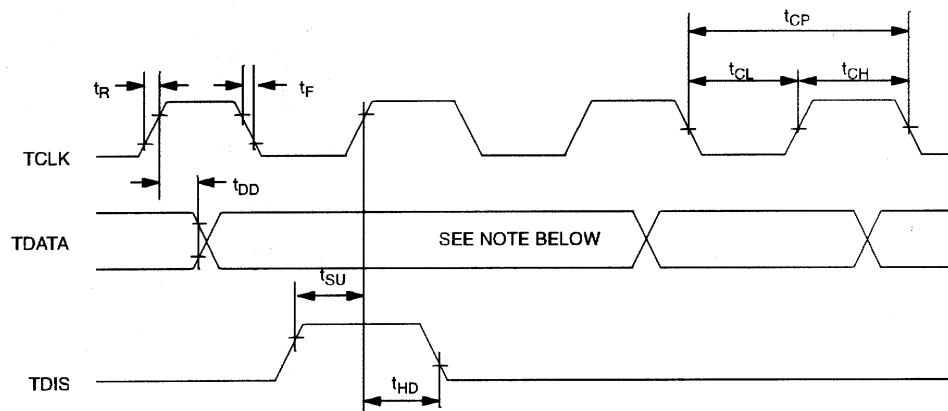 tCP
tCL
tCH
tR
tF
TCLK
tDD
TDATA
SEE NOTE BELOW
tSU
TDIS
tHD